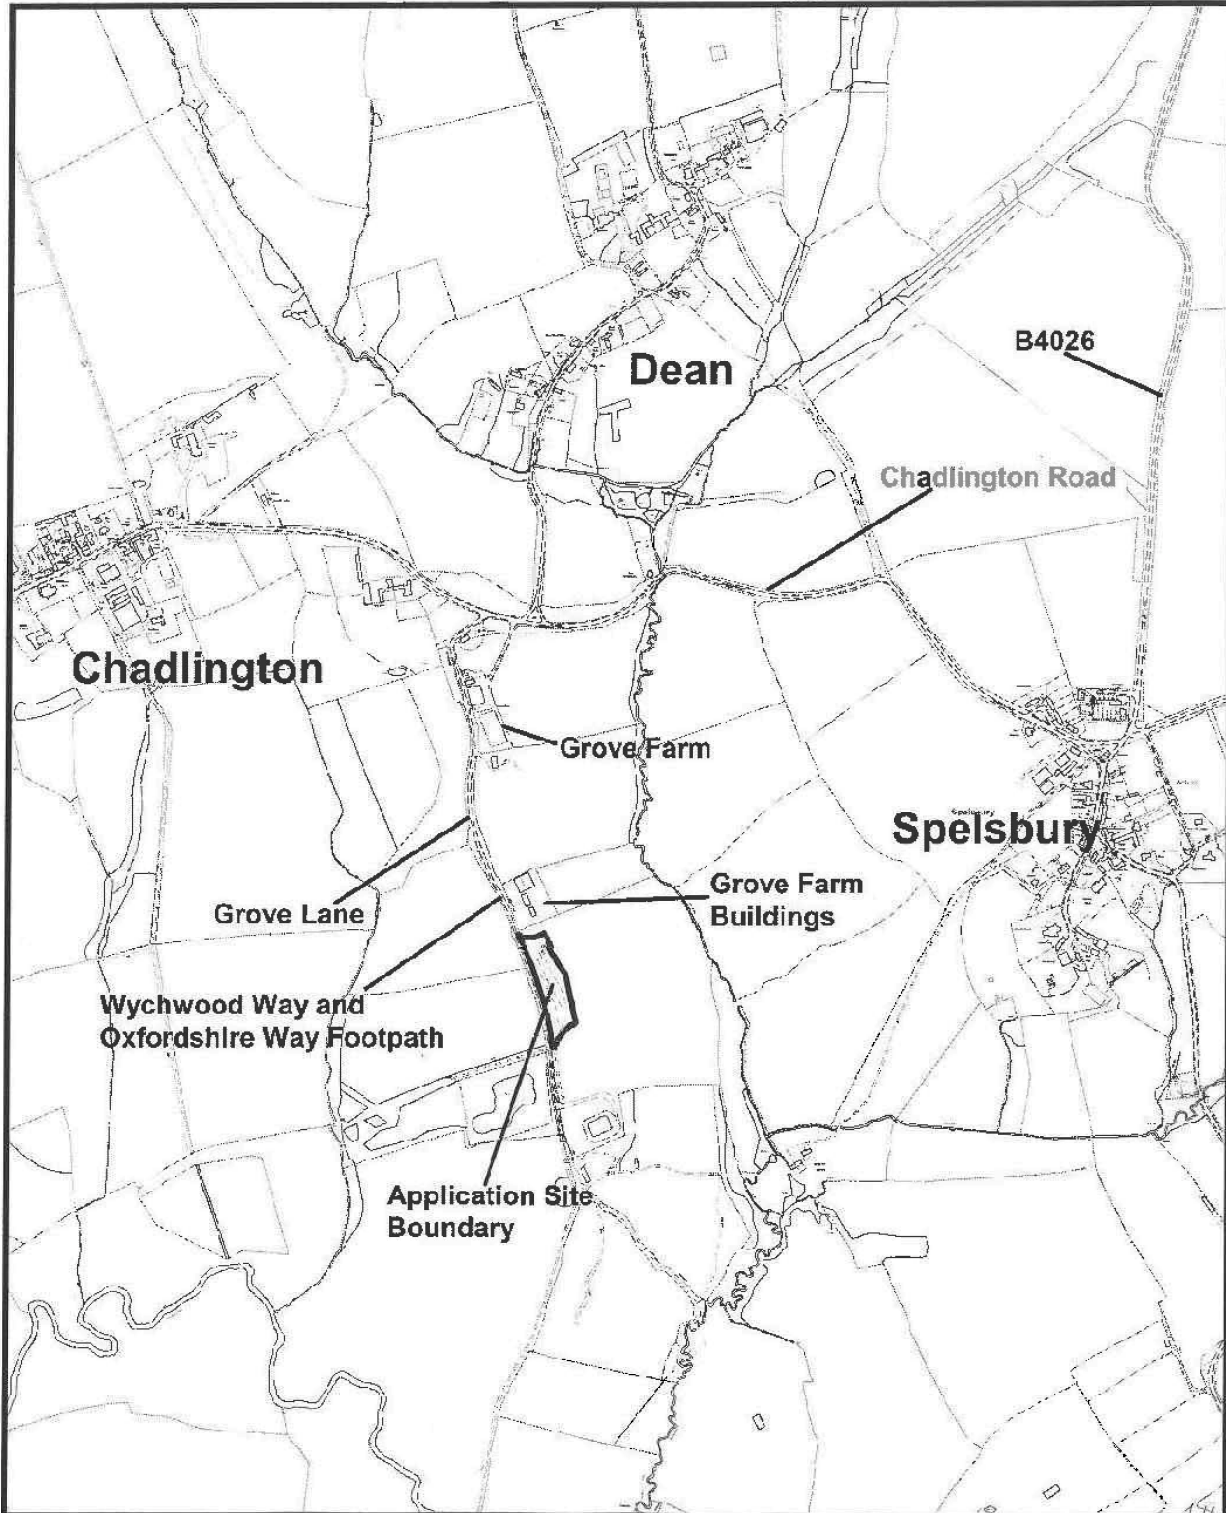 Dean
B4026
Chadlington Road
Chadlington
Grove Farm
Spelsbury
Spelsbury
Grove Farm
Buildings
Grove Lane
Wychwood Way and
Oxfordshire Way Footpath
Application Site
Boundary